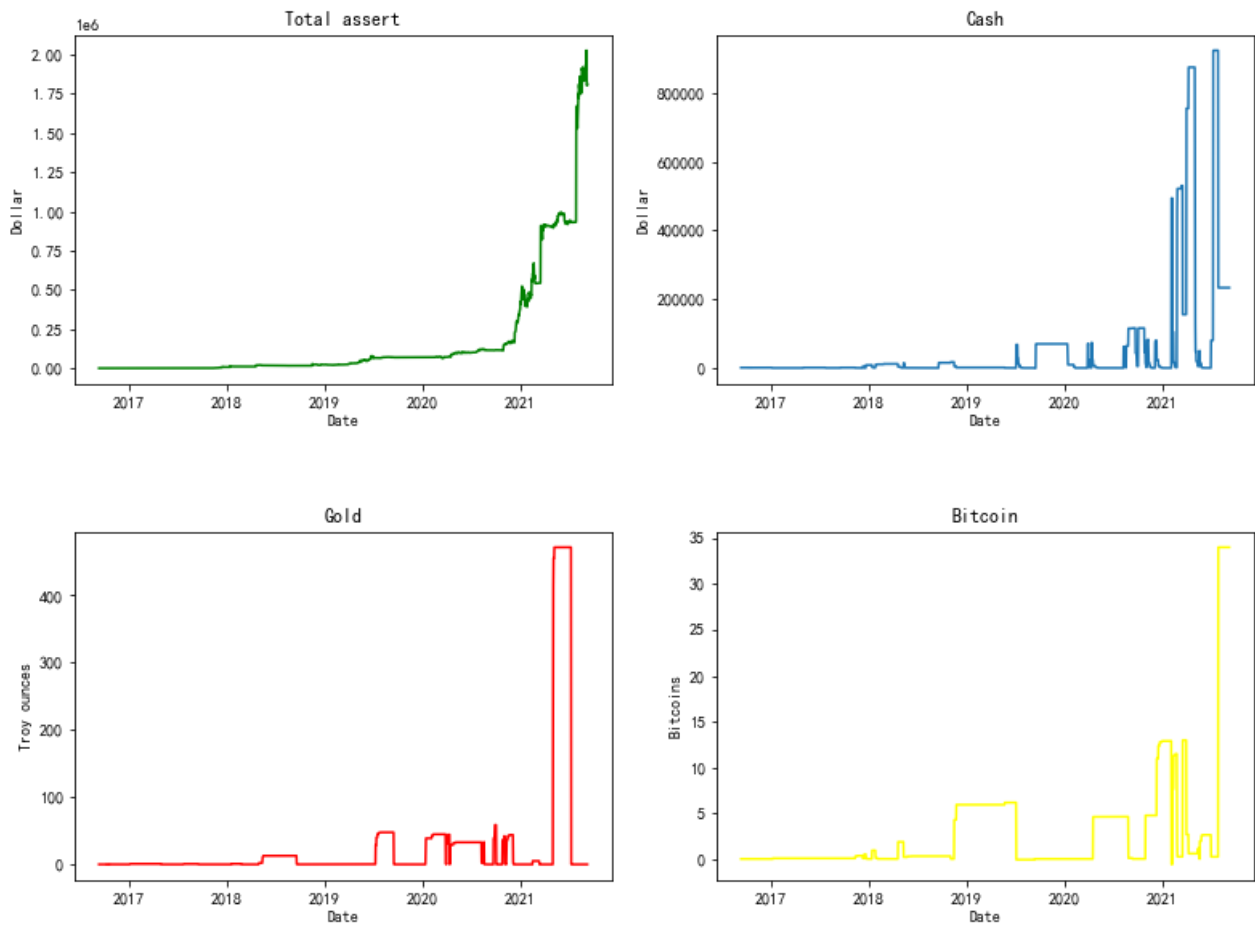 Total assert
1e6
Dollar
2.00
1.75
1.50
1.25
1.00
0.75
0.50
0.25
0.00
2017 2018 2019 2020 2021
Date
Cash
Dollar
800000
600000
400000
200000
0
2017 2018 2019 2020 2021
Date
Gold
Troy ounces
400
300
200
100
0
2017 2018 2019 2020 2021
Date
Bitcoin
Bitcoins
35
30
25
20
15
10
5
0
2017 2018 2019 2020 2021
Date